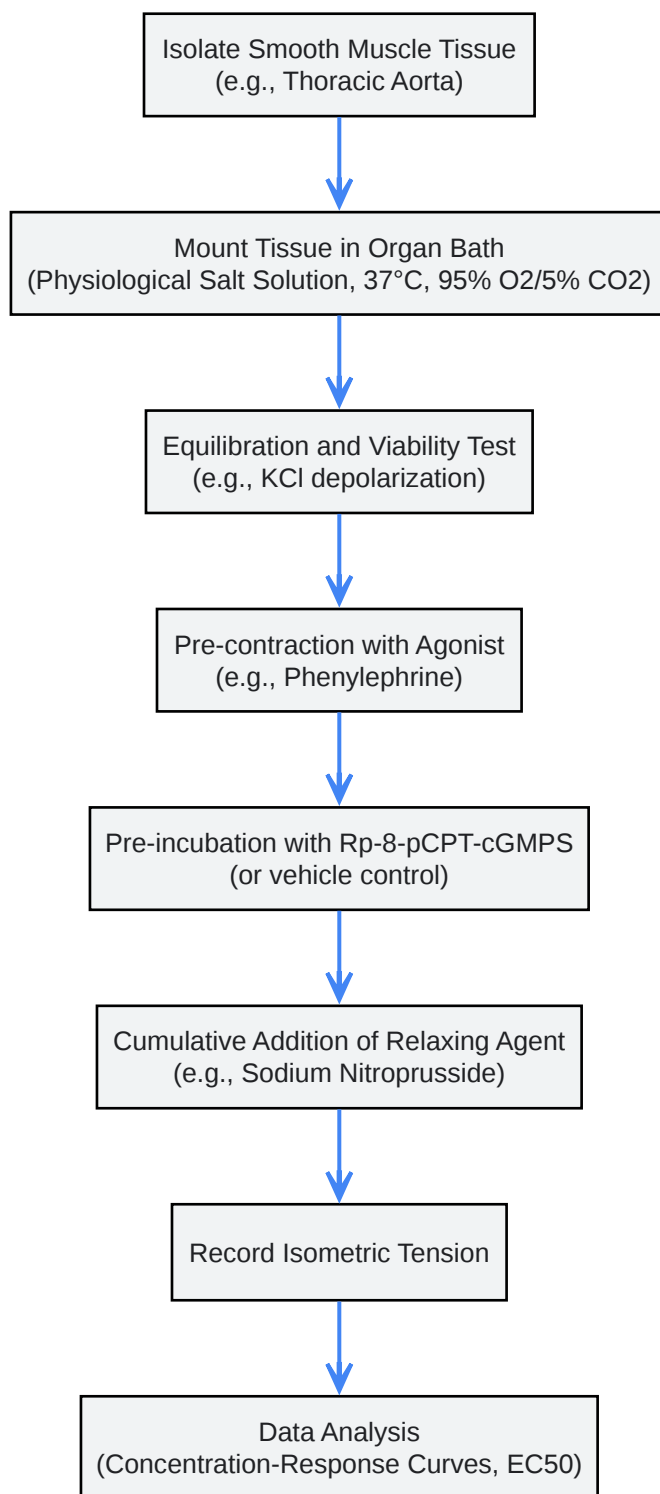 Isolate Smooth Muscle Tissue
(e.g., Thoracic Aorta)
Mount Tissue in Organ Bath
(Physiological Salt Solution, 37°C, 95% O2/5% CO2)
Equilibration and Viability Test
(e.g., KCl depolarization)
Pre-contraction with Agonist
(e.g., Phenylephrine)
Pre-incubation with Rp-8-pCPT-cGMPS
(or vehicle control)
Cumulative Addition of Relaxing Agent
(e.g., Sodium Nitroprusside)
Record Isometric Tension
Data Analysis
(Concentration-Response Curves, EC50)